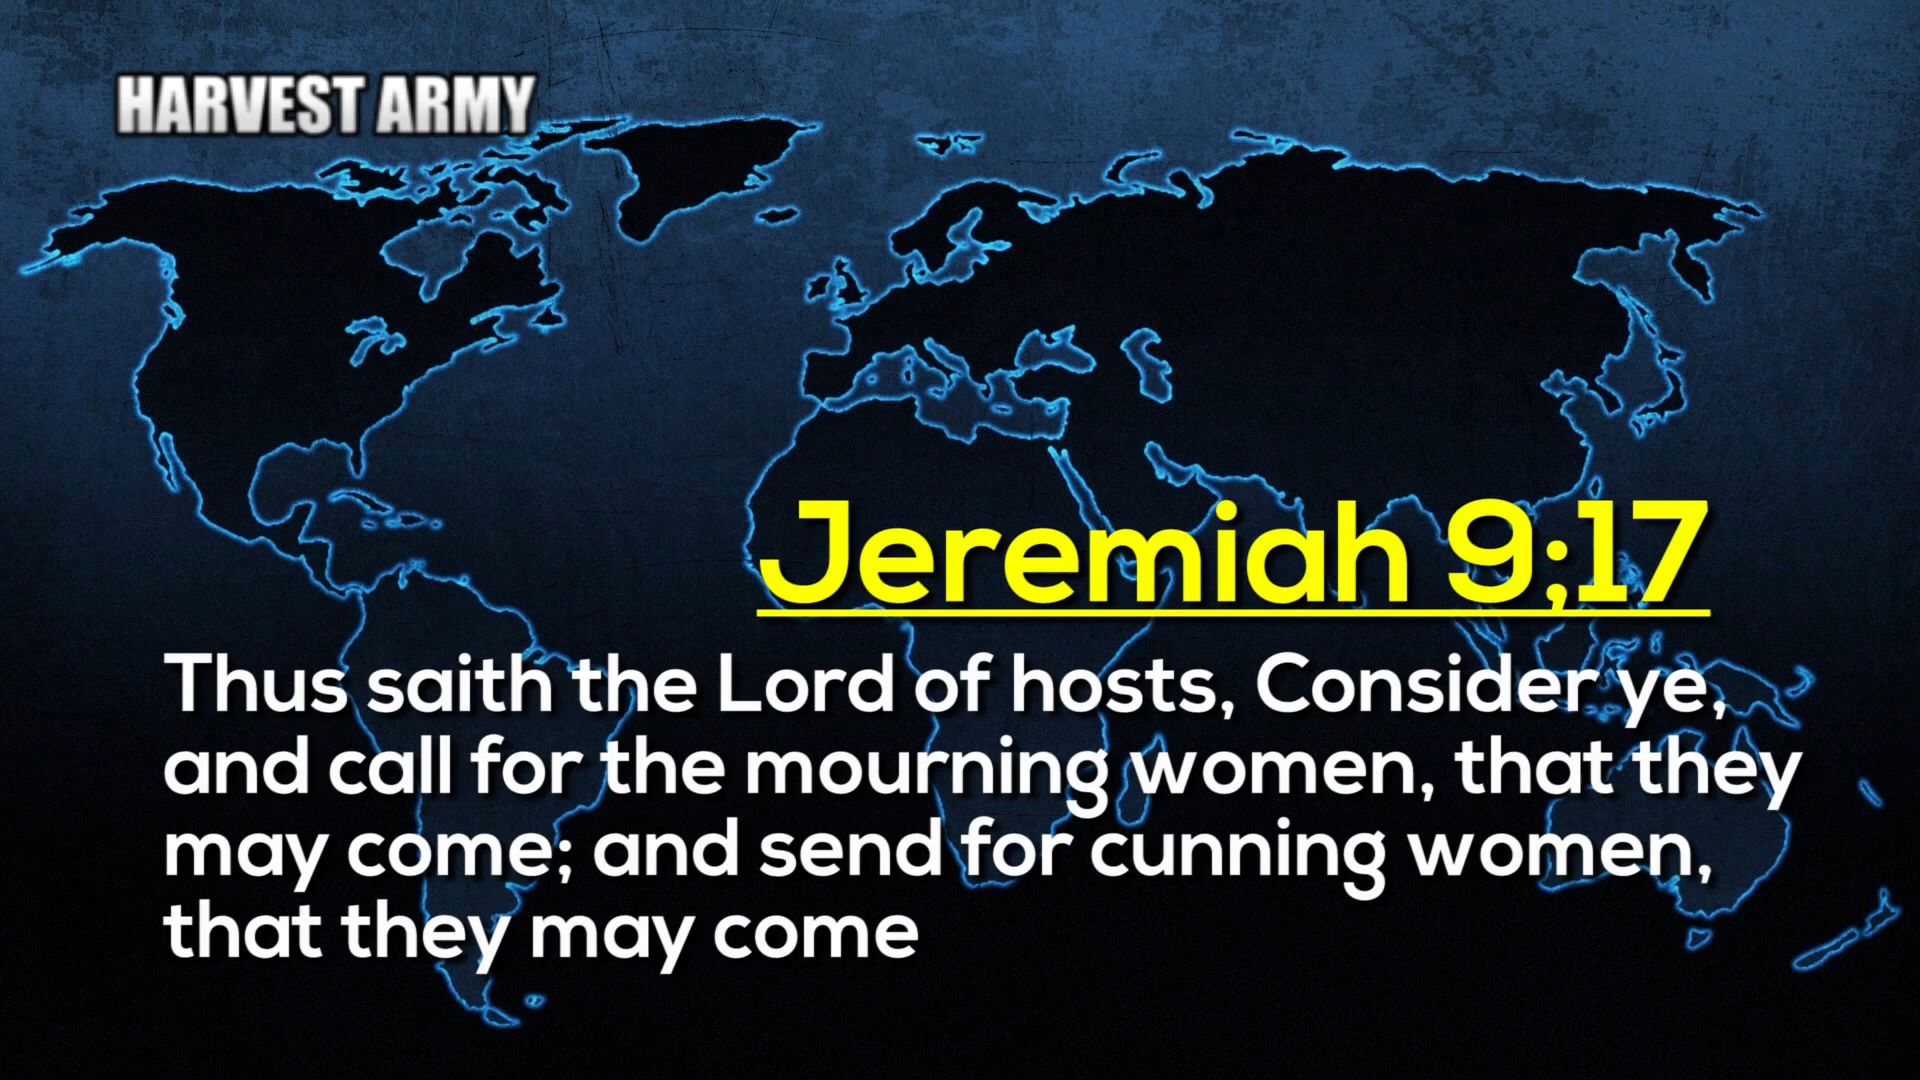 HARVEST ARMY
Jeremiah 9;17
Thus saith the Lord of hosts, Consider ye,
and call for the mourning women, that they
may come; and send for cunning women,
that they may come